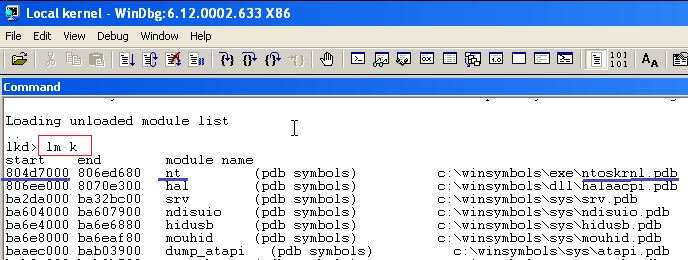 Local kernel - WinDbg:6.12.0002.633 X86
File Edit View Debug Window Help
101
101
AA
Command
Loading unloaded module list
..
lkd> lm k
start end module name
804d7000 806ed680 nt (pdb symbols) c:\winsymbols\exe\ntoskrnl.pdb
806ee000 8070e300 hal (pdb symbols) c:\winsymbols\dll\halaacpi.pdb
ba2da000 ba32bc00 srv (pdb symbols) c:\winsymbols\sys\srv.pdb
ba604000 ba607900 ndisuio (pdb symbols) c:\winsymbols\sys\ndisuio.pdb
ba6e4000 ba6e6880 hidusb (pdb symbols) c:\winsymbols\sys\hidusb.pdb
ba6e8000 ba6eaf80 mouhid (pdb symbols) c:\winsymbols\sys\mouhid.pdb
baaec000 bab03900 dump_atapi (pdb symbols) c:\winsymbols\sys\atapi.pdb